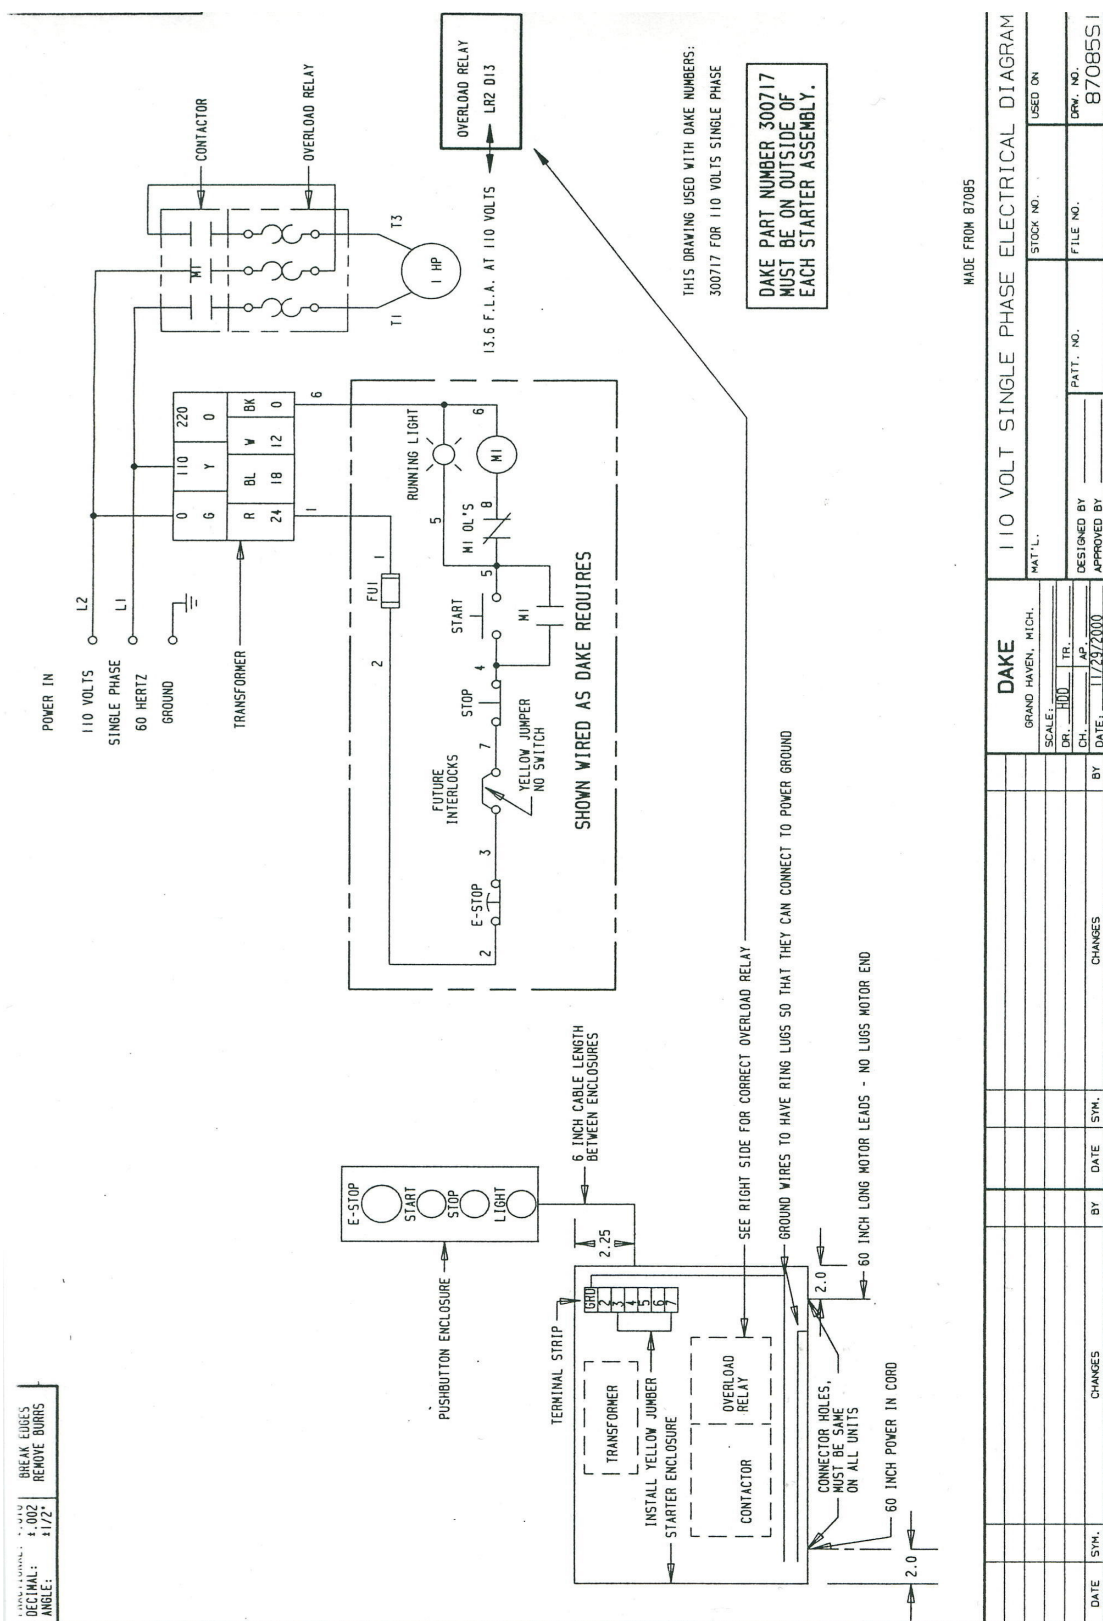 POWER IN
110 VOLTS
SINGLE PHASE
60 HERTZ
GROUND
L2
L1
TRANSFORMER
0 110 220
G Y O
R BL W BK
24 18 12 0
1
6
M1
CONTACTOR
OVERLOAD RELAY
T1
T3
1 HP
OVERLOAD RELAY
LR2 D13
13.6 F.L.A. AT 110 VOLTS
FU1
1
2
2
E-STOP
3
FUTURE
INTERLOCKS
7
YELLOW JUMPER
NO SWITCH
STOP
4
START
5
M1
5
M1 OL'S
8
M1
6
RUNNING LIGHT
SHOWN WIRED AS DAKE REQUIRES
THIS DRAWING USED WITH DAKE NUMBERS:
300717 FOR 110 VOLTS SINGLE PHASE
DAKE PART NUMBER 300717
MUST BE ON OUTSIDE OF
EACH STARTER ASSEMBLY.
MADE FROM 87085
DECIMAL: ±.002
ANGLE: ±1/2°
BREAK EDGES
REMOVE BURRS
E-STOP
START
STOP
LIGHT
PUSHBUTTON ENCLOSURE
6 INCH CABLE LENGTH
BETWEEN ENCLOSURES
2.25
TERMINAL STRIP
GRD
2
3
4
5
6
7
TRANSFORMER
INSTALL YELLOW JUMBER
STARTER ENCLOSURE
OVERLOAD
RELAY
CONTACTOR
SEE RIGHT SIDE FOR CORRECT OVERLOAD RELAY
GROUND WIRES TO HAVE RING LUGS SO THAT THEY CAN CONNECT TO POWER GROUND
2.0
60 INCH LONG MOTOR LEADS - NO LUGS MOTOR END
CONNECTOR HOLES,
MUST BE SAME
ON ALL UNITS
60 INCH POWER IN CORD
2.0
DATE SYM. CHANGES BY DATE SYM. CHANGES BY
DAKE
GRAND HAVEN, MICH.
SCALE:
DR. HDD TR.
CH. AP.
DATE: 11/29/2000
110 VOLT SINGLE PHASE ELECTRICAL DIAGRAM
MAT'L.
STOCK NO.
USED ON
DESIGNED BY
APPROVED BY
PATT. NO.
FILE NO.
DRW. NO.
87085S1